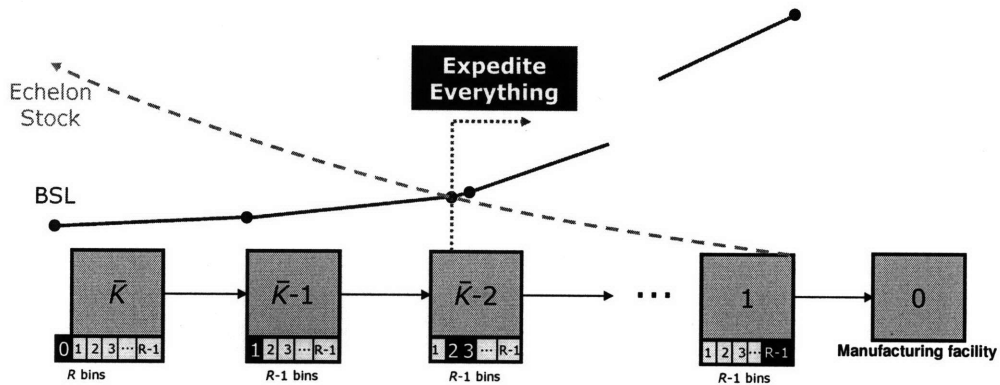 Expedite
Everything
Echelon
Stock
BSL
K̄
K̄-1
K̄-2
...
1
0
0 1 2 3 ... R-1
1 2 3 ... R-1
1 2 3 ... R-1
1 2 3 ... R-1
Manufacturing facility
R bins
R-1 bins
R-1 bins
R-1 bins